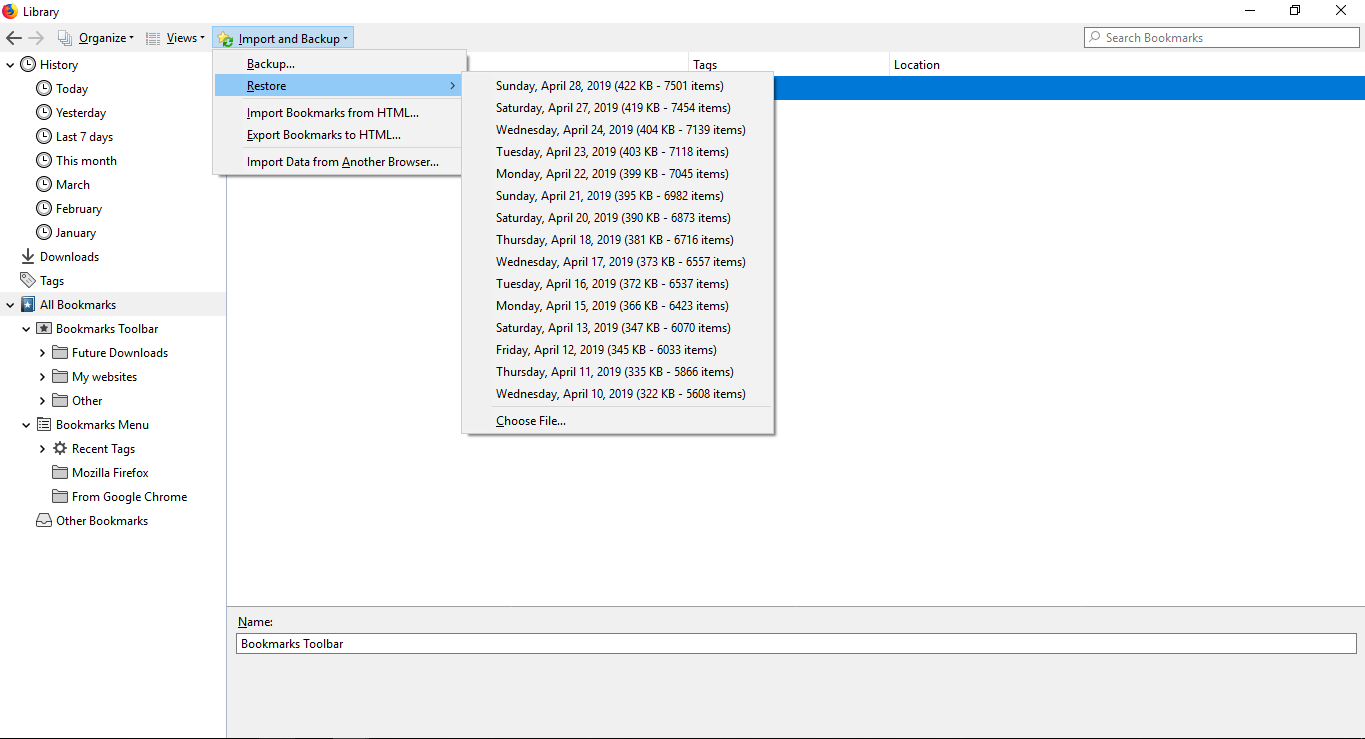 Library
Organize Views Import and Backup Search Bookmarks
History
Today
Yesterday
Last 7 days
This month
March
February
January
Downloads
Tags
All Bookmarks
Bookmarks Toolbar
Future Downloads
My websites
Other
Bookmarks Menu
Recent Tags
Mozilla Firefox
From Google Chrome
Other Bookmarks
Backup...
Restore
Import Bookmarks from HTML...
Export Bookmarks to HTML...
Import Data from Another Browser...
Tags Location
Sunday, April 28, 2019 (422 KB - 7501 items)
Saturday, April 27, 2019 (419 KB - 7454 items)
Wednesday, April 24, 2019 (404 KB - 7139 items)
Tuesday, April 23, 2019 (403 KB - 7118 items)
Monday, April 22, 2019 (399 KB - 7045 items)
Sunday, April 21, 2019 (395 KB - 6982 items)
Saturday, April 20, 2019 (390 KB - 6873 items)
Thursday, April 18, 2019 (381 KB - 6716 items)
Wednesday, April 17, 2019 (373 KB - 6557 items)
Tuesday, April 16, 2019 (372 KB - 6537 items)
Monday, April 15, 2019 (366 KB - 6423 items)
Saturday, April 13, 2019 (347 KB - 6070 items)
Friday, April 12, 2019 (345 KB - 6033 items)
Thursday, April 11, 2019 (335 KB - 5866 items)
Wednesday, April 10, 2019 (322 KB - 5608 items)
Choose File...
Name:
Bookmarks Toolbar